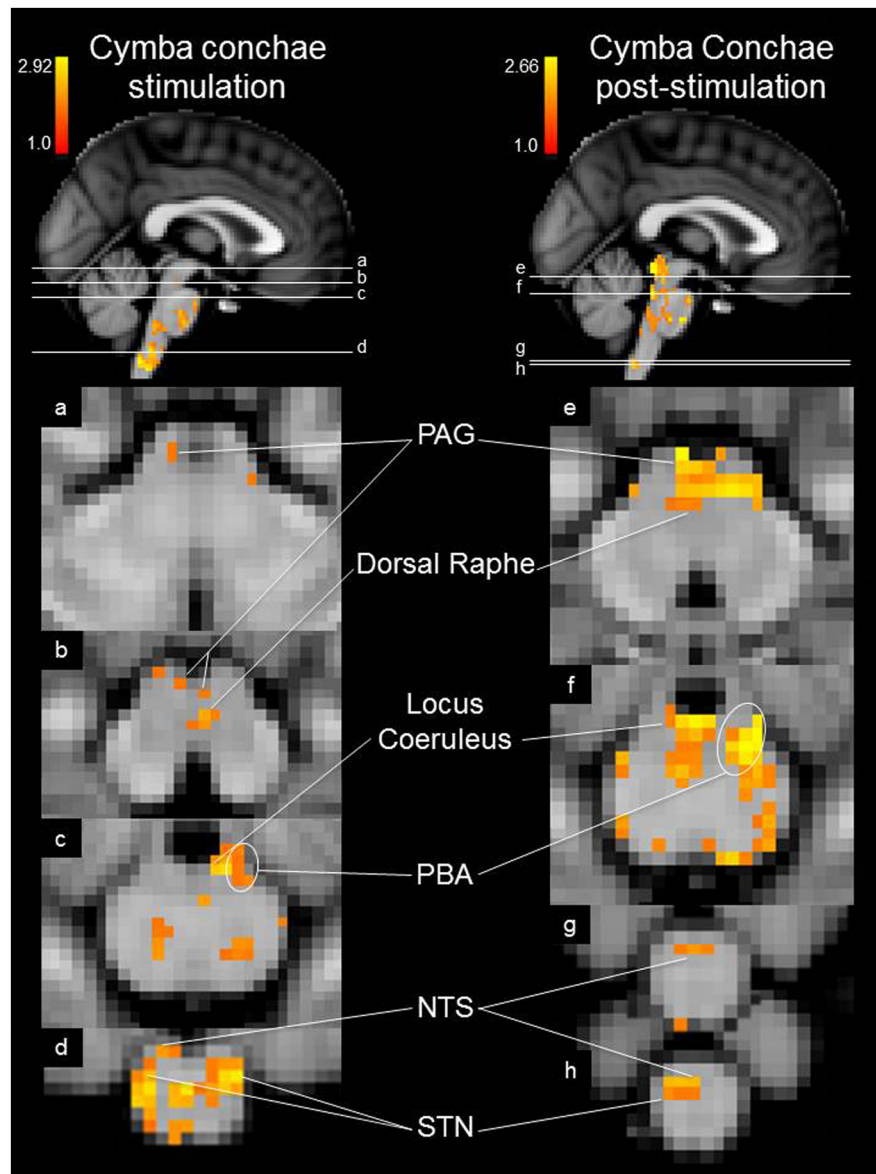 Cymba conchae
stimulation
2.92
1.0
a
b
c
d
Cymba Conchae
post-stimulation
2.66
1.0
e
f
g
h
a
PAG
e
Dorsal Raphe
b
f
Locus
Coeruleus
c
PBA
g
NTS
d
h
STN